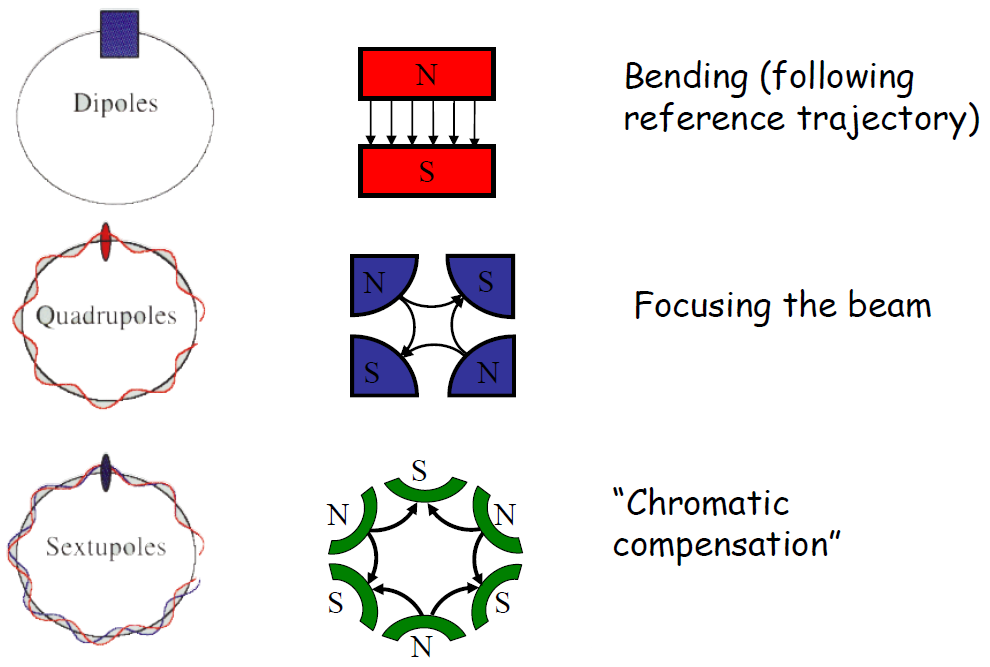 Dipoles
N
S
Bending (following
reference trajectory)
Quadrupoles
N
S
S
N
Focusing the beam
Sextupoles
S
N
N
S
S
N
“Chromatic
compensation”